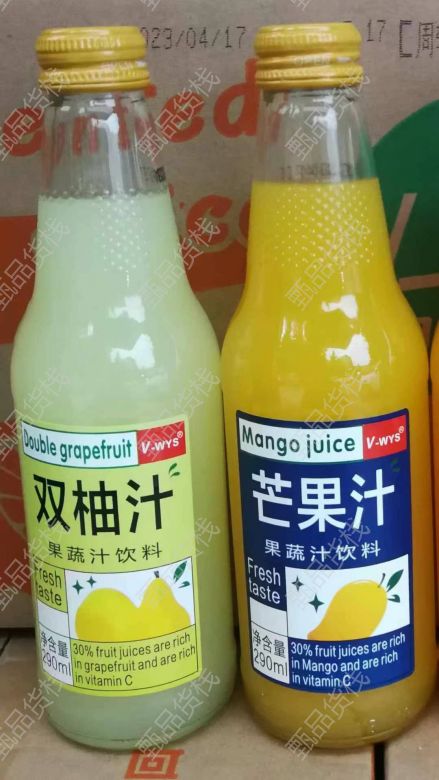 2023/04/17
17【周
Double grapefruit
V-WYS®
双柚汁
果蔬汁饮料
Fresh
taste
净含量
290ml
30% fruit juices are rich
in grapefruit and are rich
in vitamin C
Mango juice
V-WYS®
芒果汁
果蔬汁饮料
Fresh
taste
净含量
290ml
30% fruit juices are rich
in Mango and are rich
in vitamin C
甄品货栈